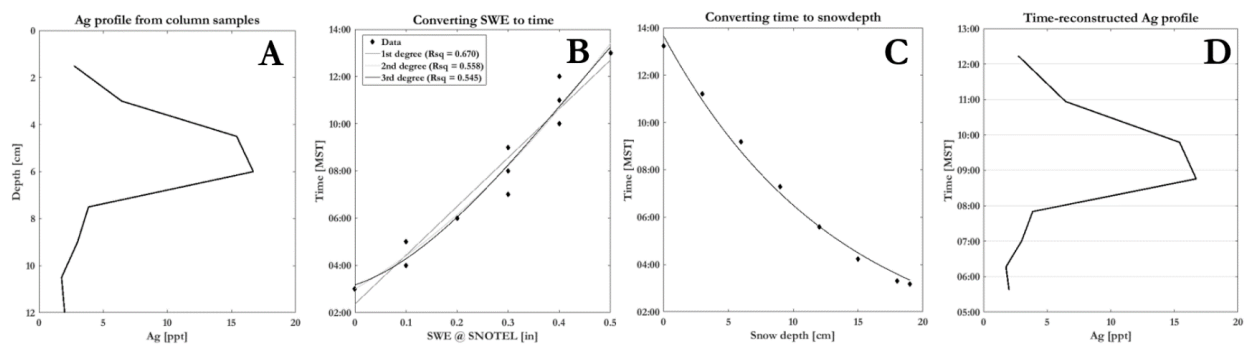 Ag profile from column samples
A
0
2
4
6
8
10
12
Depth [cm]
0 5 10 15 20
Ag [ppt]
Converting SWE to time
B
Data
1st degree (Rsq = 0.670)
2nd degree (Rsq = 0.558)
3rd degree (Rsq = 0.545)
14:00
12:00
10:00
08:00
06:00
04:00
02:00
Time [MST]
0 0.1 0.2 0.3 0.4 0.5
SWE @ SNOTEL [in]
Converting time to snowdepth
C
14:00
12:00
10:00
08:00
06:00
04:00
02:00
Time [MST]
0 5 10 15 20
Snow depth [cm]
Time-reconstructed Ag profile
D
13:00
12:00
11:00
10:00
09:00
08:00
07:00
06:00
05:00
Time [MST]
0 5 10 15 20
Ag [ppt]